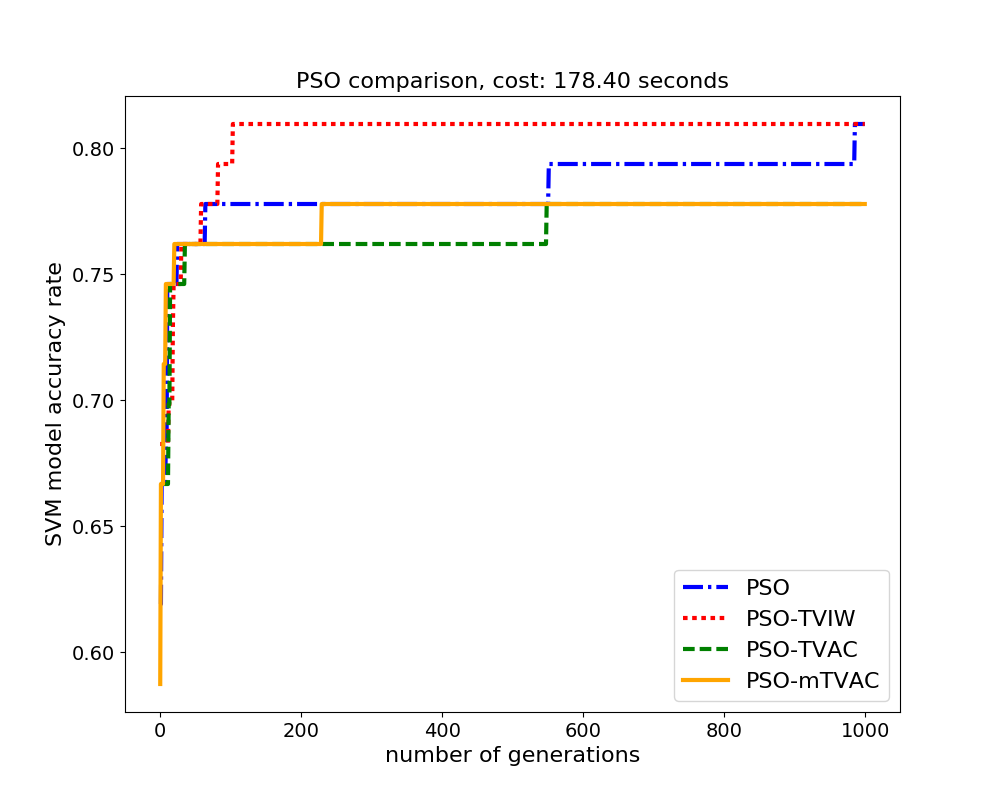 PSO comparison, cost: 178.40 seconds
SVM model accuracy rate
0.80
0.75
0.70
0.65
0.60
PSO
PSO-TVIW
PSO-TVAC
PSO-mTVAC
0 200 400 600 800 1000
number of generations